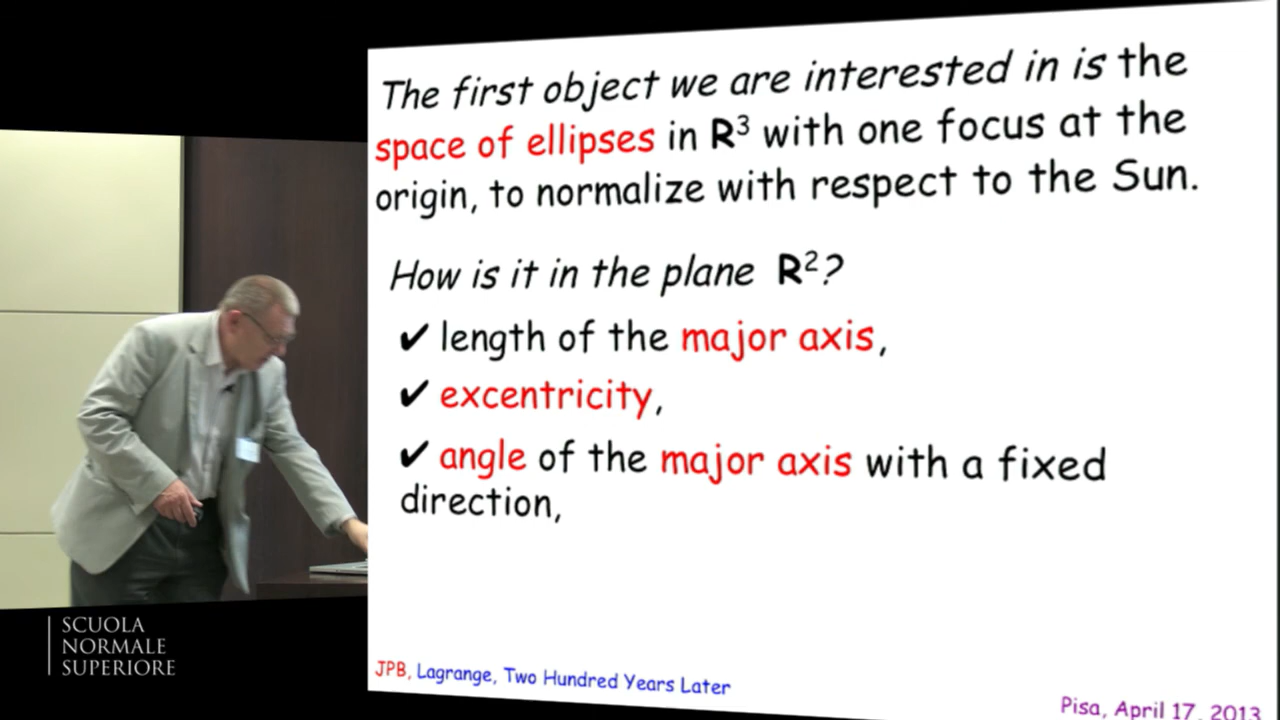 The first object we are interested in is the
space of ellipses in R³ with one focus at the
origin, to normalize with respect to the Sun.
How is it in the plane R²?
✔ length of the major axis,
✔ excentricity,
✔ angle of the major axis with a fixed
direction,
JPB, Lagrange, Two Hundred Years Later
Pisa, April 17, 2013
SCUOLA
NORMALE
SUPERIORE